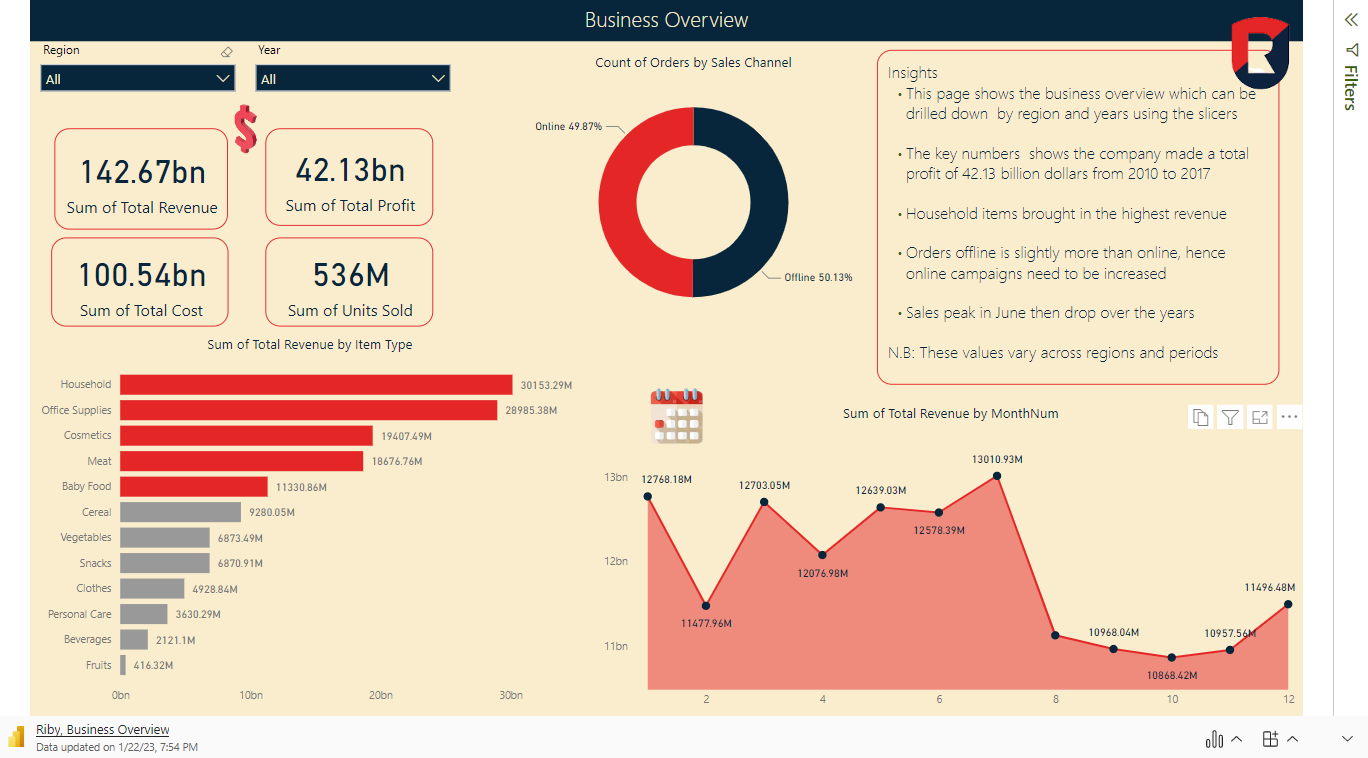 Business Overview
Region
Year
All
All
142.67bn
Sum of Total Revenue
42.13bn
Sum of Total Profit
100.54bn
Sum of Total Cost
536M
Sum of Units Sold
Count of Orders by Sales Channel
Online 49.87%
Offline 50.13%
R
Insights
• This page shows the business overview which can be
drilled down by region and years using the slicers
• The key numbers shows the company made a total
profit of 42.13 billion dollars from 2010 to 2017
• Household items brought in the highest revenue
• Orders offline is slightly more than online, hence
online campaigns need to be increased
• Sales peak in June then drop over the years
N.B: These values vary across regions and periods
Filters
Sum of Total Revenue by Item Type
Household 30153.29M
Office Supplies 28985.38M
Cosmetics 19407.49M
Meat 18676.76M
Baby Food 11330.86M
Cereal 9280.05M
Vegetables 6873.49M
Snacks 6870.91M
Clothes 4928.84M
Personal Care 3630.29M
Beverages 2121.1M
Fruits 416.32M
0bn 10bn 20bn 30bn
Sum of Total Revenue by MonthNum
13bn
12bn
11bn
12768.18M
11477.96M
12703.05M
12076.98M
12639.03M
12578.39M
13010.93M
10968.04M
10868.42M
10957.56M
11496.48M
2 4 6 8 10 12
Riby, Business Overview
Data updated on 1/22/23, 7:54 PM